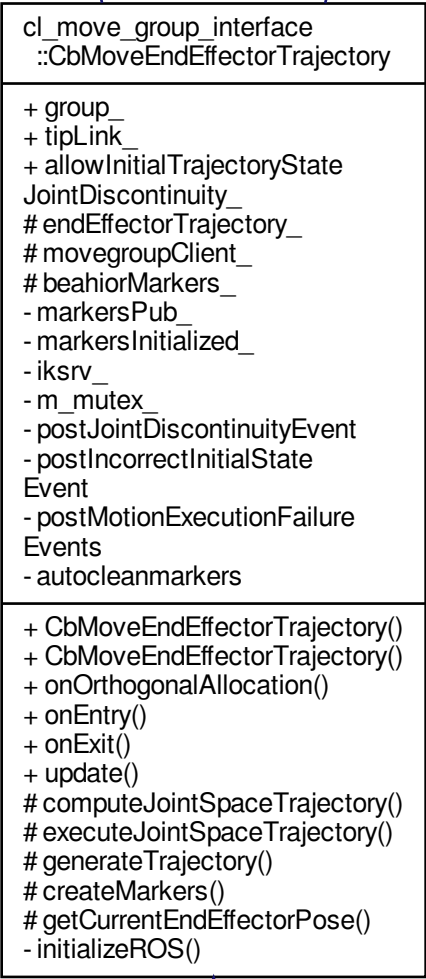 cl_move_group_interface
::CbMoveEndEffectorTrajectory
+ group_
+ tipLink_
+ allowInitialTrajectoryState
JointDiscontinuity_
# endEffectorTrajectory_
# movegroupClient_
# beahiorMarkers_
- markersPub_
- markersInitialized_
- iksrv_
- m_mutex_
- postJointDiscontinuityEvent
- postIncorrectInitialState
Event
- postMotionExecutionFailure
Events
- autocleanmarkers
+ CbMoveEndEffectorTrajectory()
+ CbMoveEndEffectorTrajectory()
+ onOrthogonalAllocation()
+ onEntry()
+ onExit()
+ update()
# computeJointSpaceTrajectory()
# executeJointSpaceTrajectory()
# generateTrajectory()
# createMarkers()
# getCurrentEndEffectorPose()
- initializeROS()